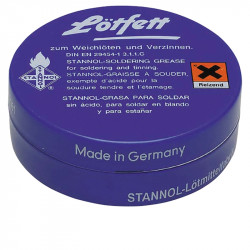 Lötfett
zum Weichlöten und Verzinnen.
DIN EN 29454-1 3.1.1.C
STANNOL-SOLDERING GREASE
for soldering and tinning.
STANNOL-GRAISSE À SOUDER,
exempte d'acide pour la
soudure tendre et l'étamage
STANNOL-GRASA PARA SOLDAR
sin ácido, para soldar en blando
y para estañar
STANNOL
Reizend
Made in Germany
STANNOL-Lötmittel